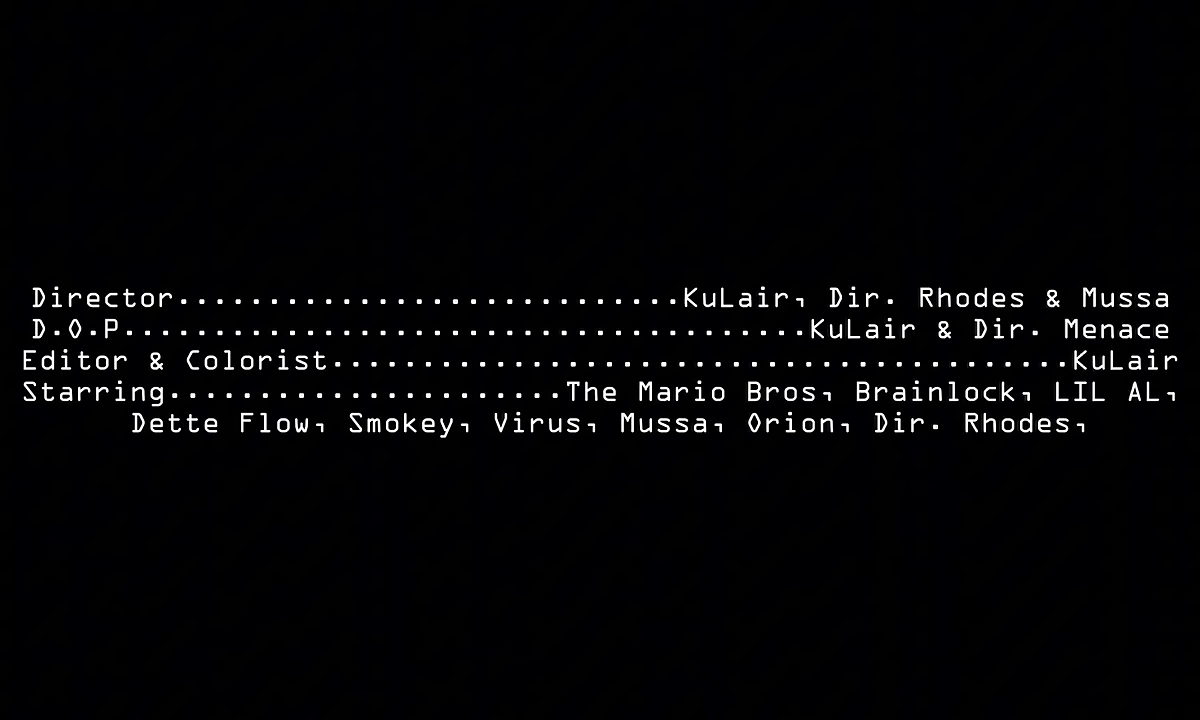 Director............................KuLair, Dir. Rhodes & Mussa
D.O.P......................................KuLair & Dir. Menace
Editor & Colorist.........................................KuLair
Starring......................The Mario Bros, Brainlock, LIL AL,
Dette Flow, Smokey, Virus, Mussa, Orion, Dir. Rhodes,